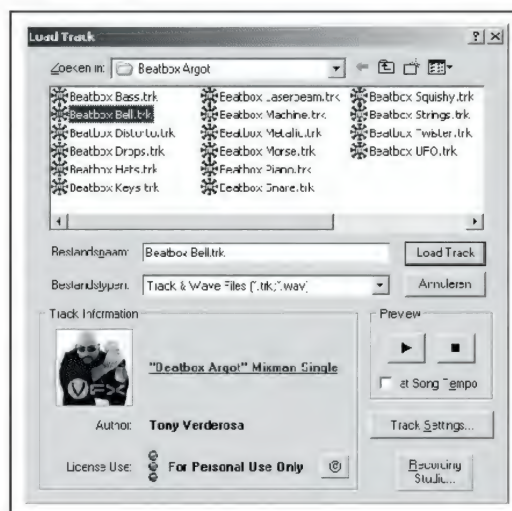 Load Track
Zoeken in: Beatbox Argot
Beatbox Bass.trk Beatbox Laserbeam.trk Beatbox Squishy.trk
Beatbox Bell.trk Beatbox Machine.trk Beatbox Strings.trk
Beatbox Distorto.trk Beatbox Metalic.trk Beatbox Twister.trk
Beatbox Drops.trk Beatbox Morse.trk Beatbox UFO.trk
Beatbox Hats.trk Beatbox Piano.trk
Beatbox Keys.trk Beatbox Snare.trk
Bestandsnaam: Beatbox Bell.trk Load Track
Bestandstypen: Track & Wave Files (*.trk;*.wav) Annuleren
Track Information Preview
VFX
"Beatbox Argot" Mixman Single
at Song Tempo
Author: Tony Verderosa
Track Settings...
License Use: For Personal Use Only
Recording
Studio...